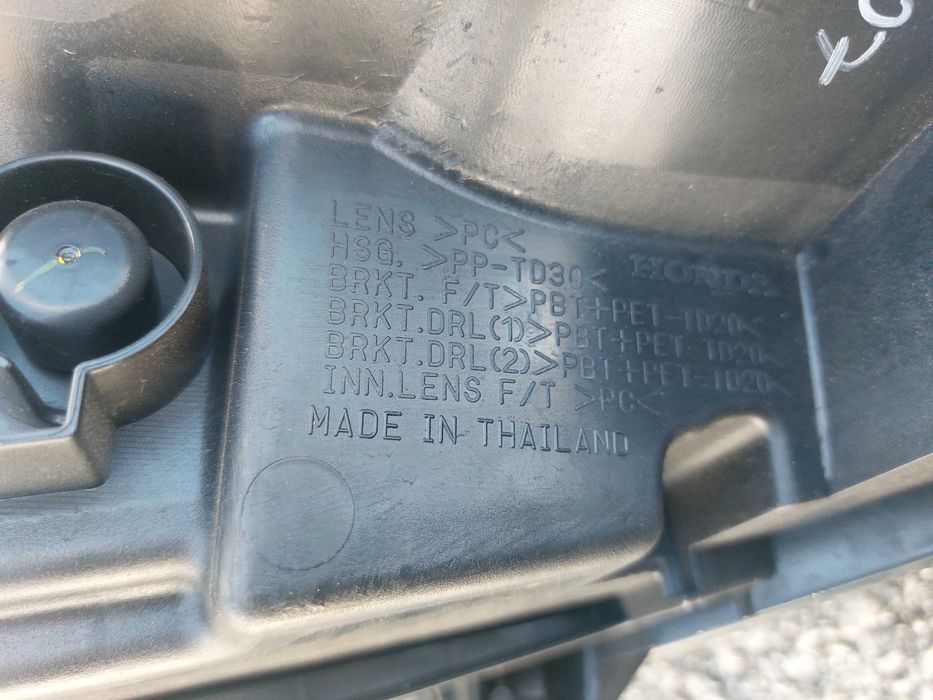 LENS >PC<
HSG. >PP-TD30< HONDA
BRKT. F/T>PBT+PET-TD20<
BRKT.DRL(1)>PBT+PET-TD20<
BRKT.DRL(2)>PBT+PET-TD20<
INN.LENS F/T >PC<
MADE IN THAILAND